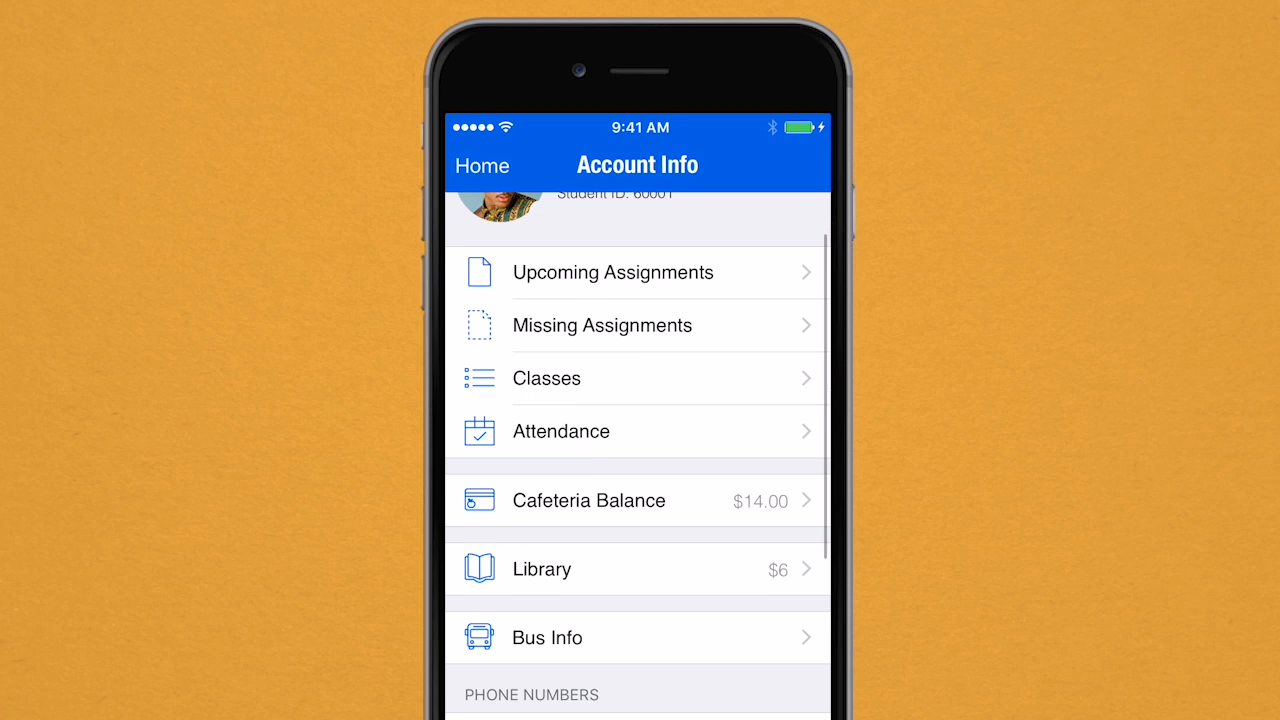 9:41 AM
Home
Account Info
Student ID: 60001
Upcoming Assignments
Missing Assignments
Classes
Attendance
Cafeteria Balance $14.00
Library $6
Bus Info
PHONE NUMBERS